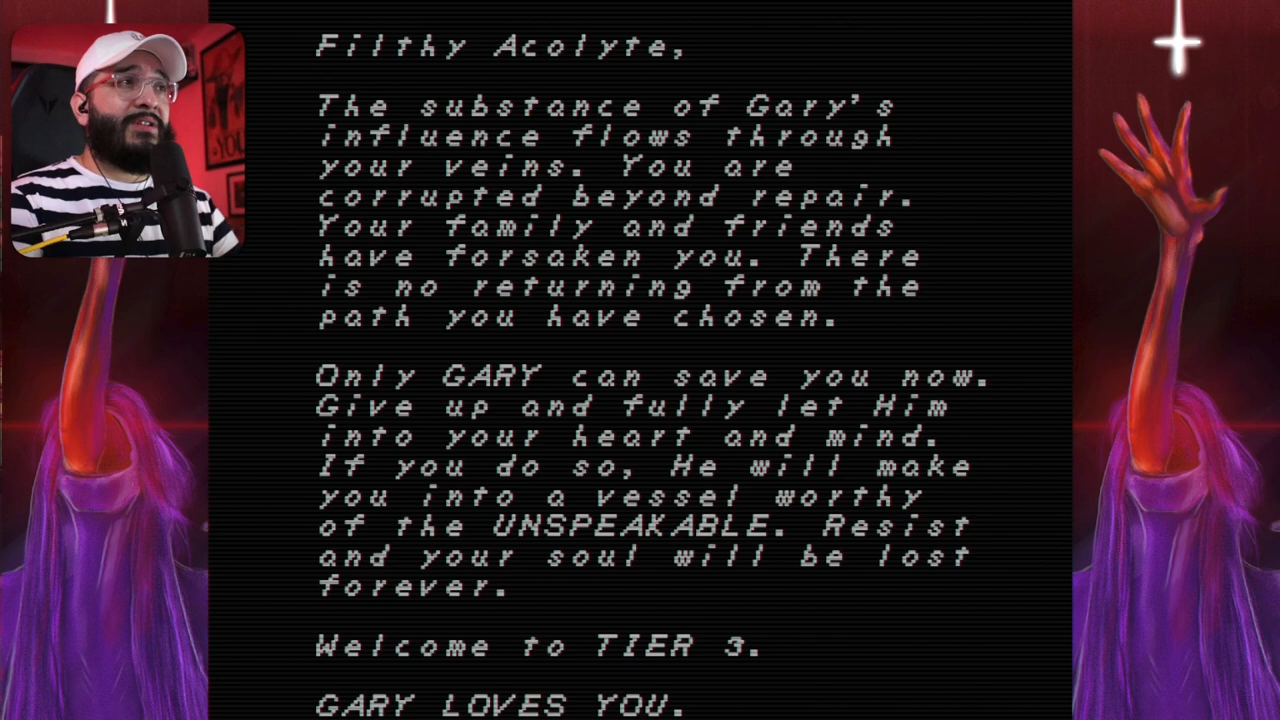 Filthy Acolyte,
The substance of Gary's
influence flows through
your veins. You are
corrupted beyond repair.
Your family and friends
have forsaken you. There
is no returning from the
path you have chosen.
Only GARY can save you now.
Give up and fully let Him
into your heart and mind.
If you do so, He will make
you into a vessel worthy
of the UNSPEAKABLE. Resist
and your soul will be lost
forever.
Welcome to TIER 3.
GARY LOVES YOU.